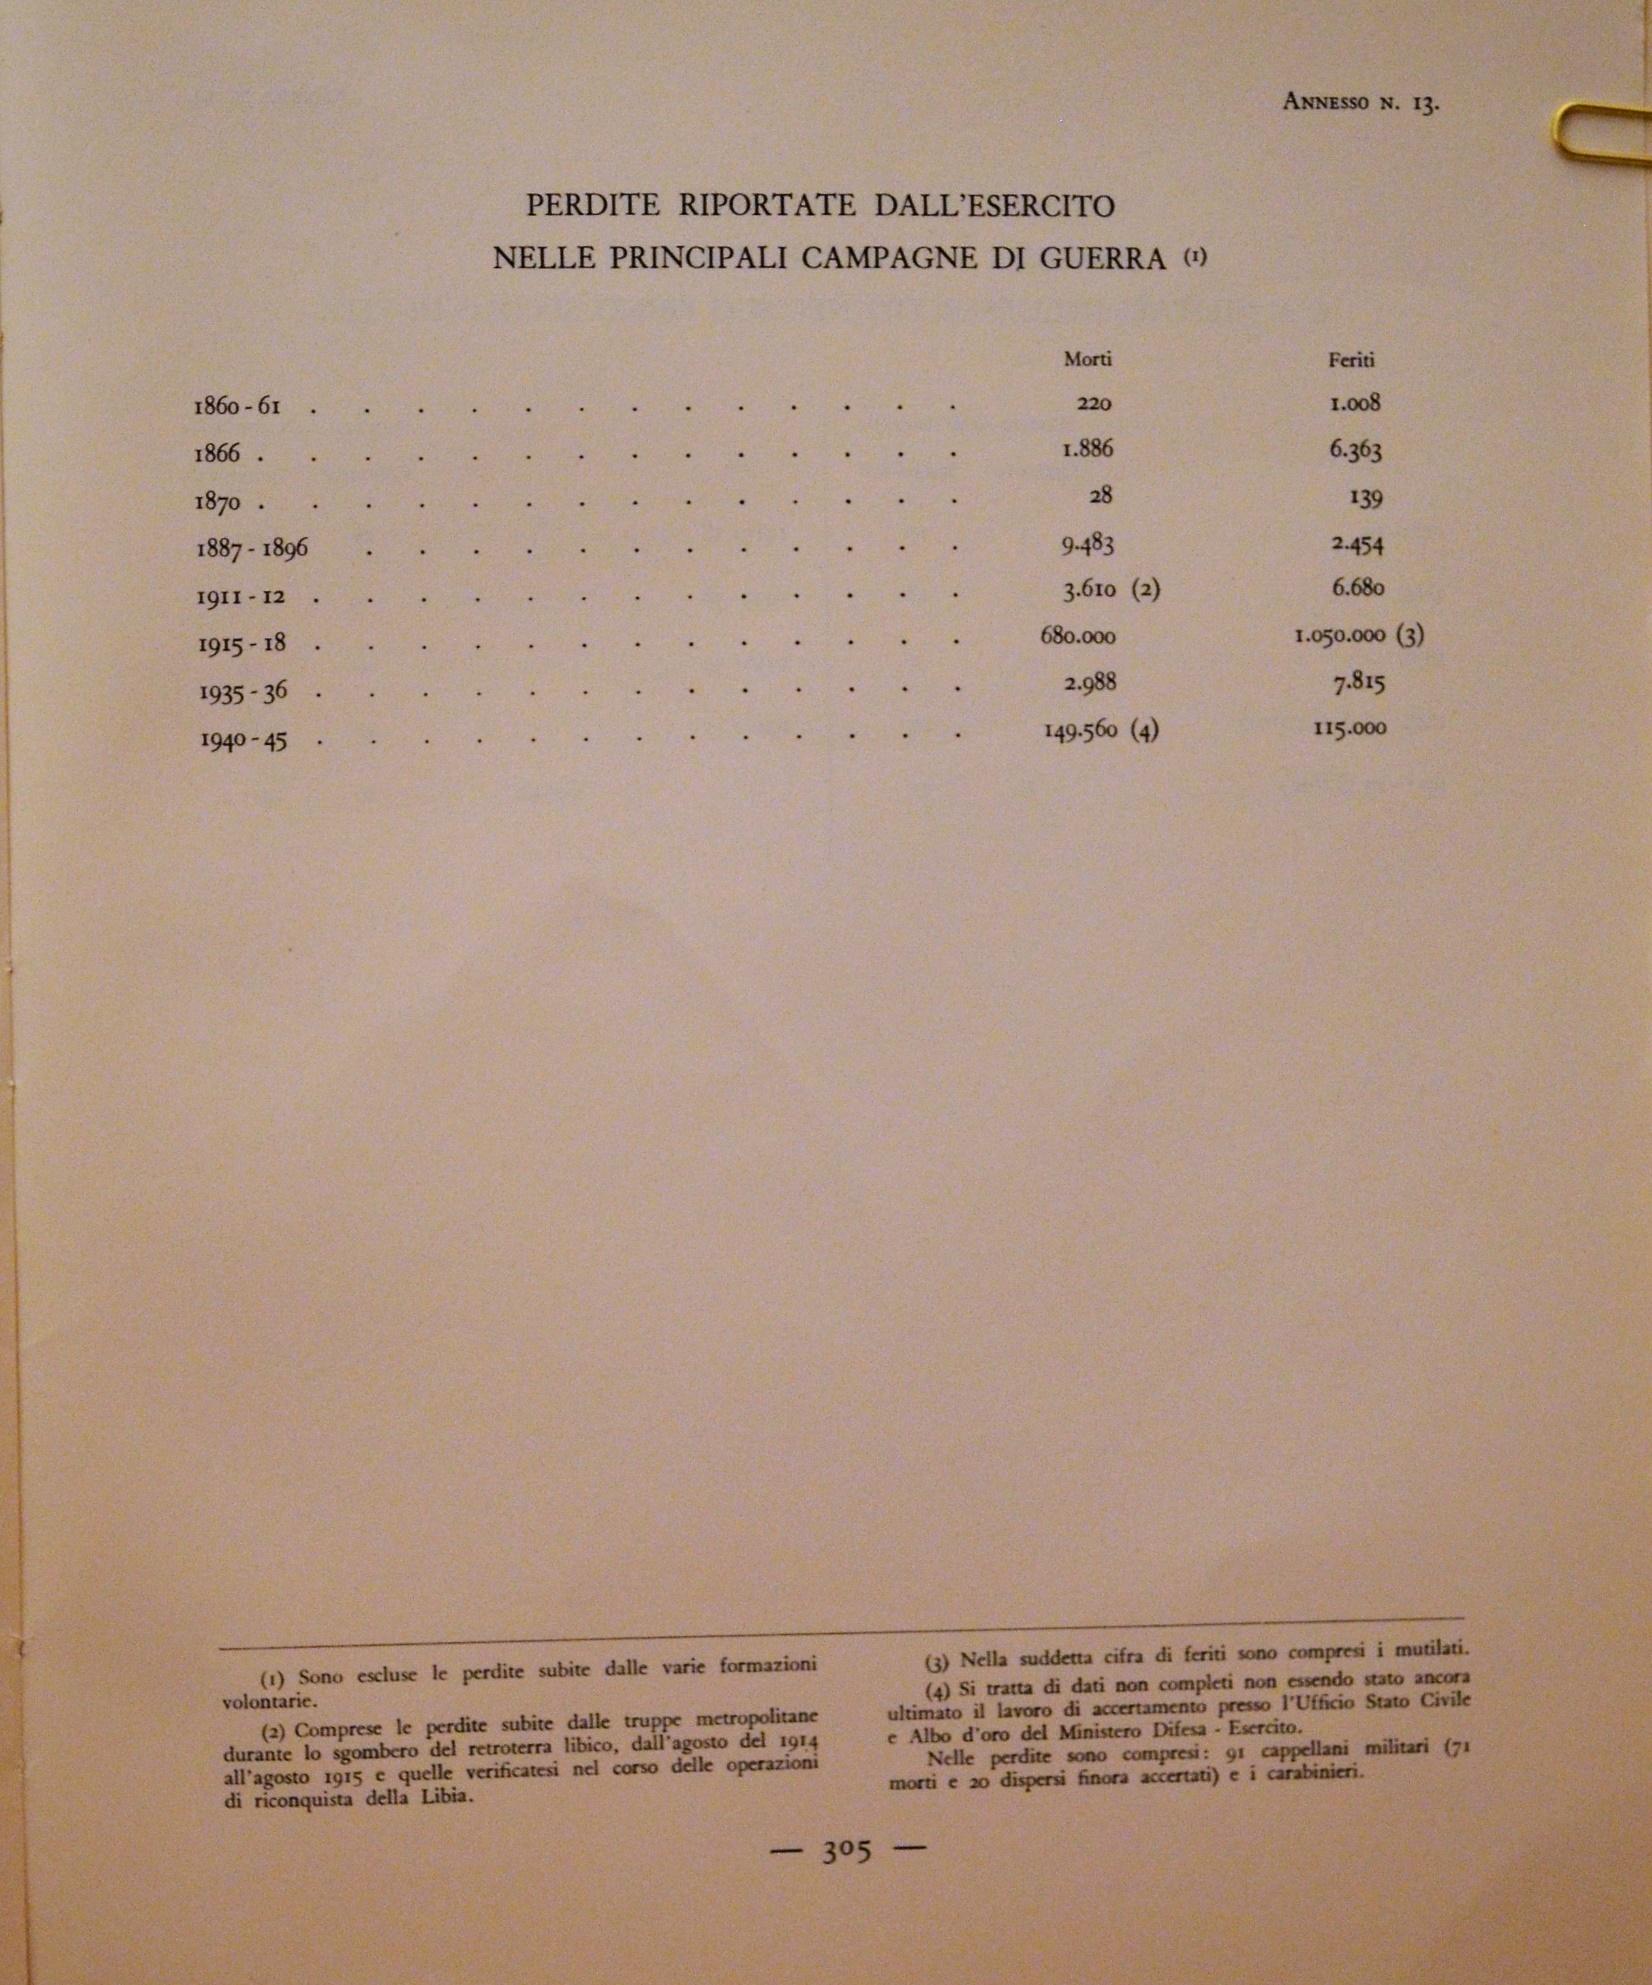 Annesso n. 13.
PERDITE RIPORTATE DALL'ESERCITO
NELLE PRINCIPALI CAMPAGNE DI GUERRA (1)
Morti Feriti
1860-61 . . . . . . . . . . . . . 220 1.008
1866 . . . . . . . . . . . . . . 1.886 6.363
1870 . . . . . . . . . . . . . . 28 139
1887-1896 . . . . . . . . . . . . 9.483 2.454
1911-12 . . . . . . . . . . . . . 3.610 (2) 6.680
1915-18 . . . . . . . . . . . . . 680.000 1.050.000 (3)
1935-36 . . . . . . . . . . . . . 2.988 7.815
1940-45 . . . . . . . . . . . . . 149.560 (4) 115.000
(1) Sono escluse le perdite subite dalle varie formazioni
volontarie.
(2) Comprese le perdite subite dalle truppe metropolitane
durante lo sgombero del retroterra libico, dall'agosto del 1914
all'agosto 1915 e quelle verificatesi nel corso delle operazioni
di riconquista della Libia.
(3) Nella suddetta cifra di feriti sono compresi i mutilati.
(4) Si tratta di dati non completi non essendo stato ancora
ultimato il lavoro di accertamento presso l'Ufficio Stato Civile
e Albo d'oro del Ministero Difesa - Esercito.
Nelle perdite sono compresi: 91 cappellani militari (71
morti e 20 dispersi finora accertati) e i carabinieri.
— 305 —